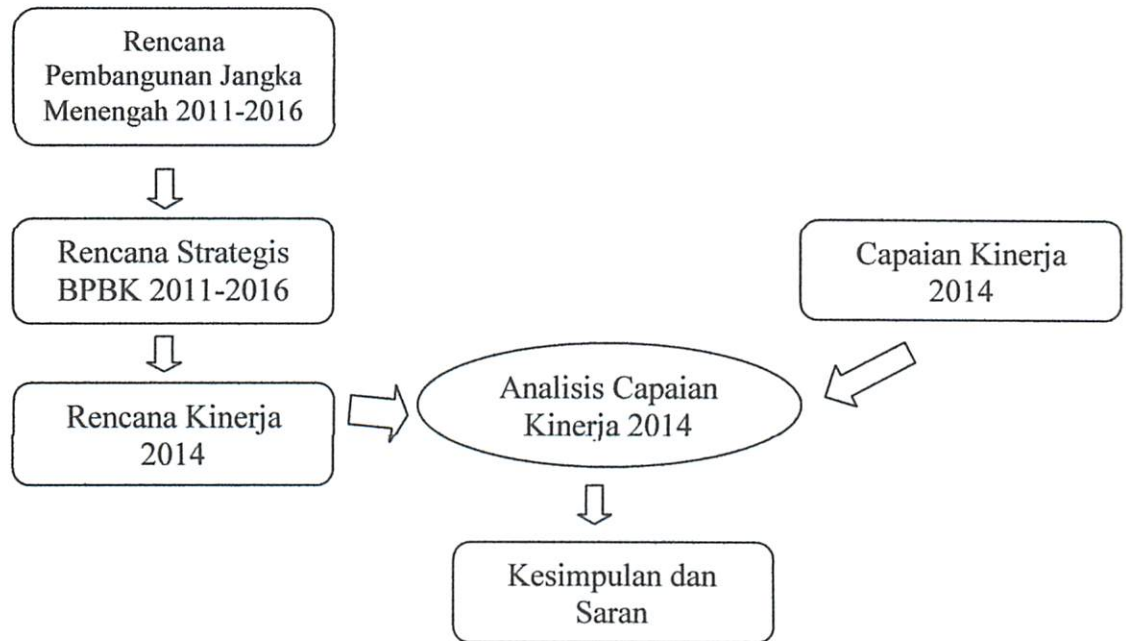 Rencana
Pembangunan Jangka
Menengah 2011-2016
Rencana Strategis
BPBK 2011-2016
Capaian Kinerja
2014
Rencana Kinerja
2014
Analisis Capaian
Kinerja 2014
Kesimpulan dan
Saran